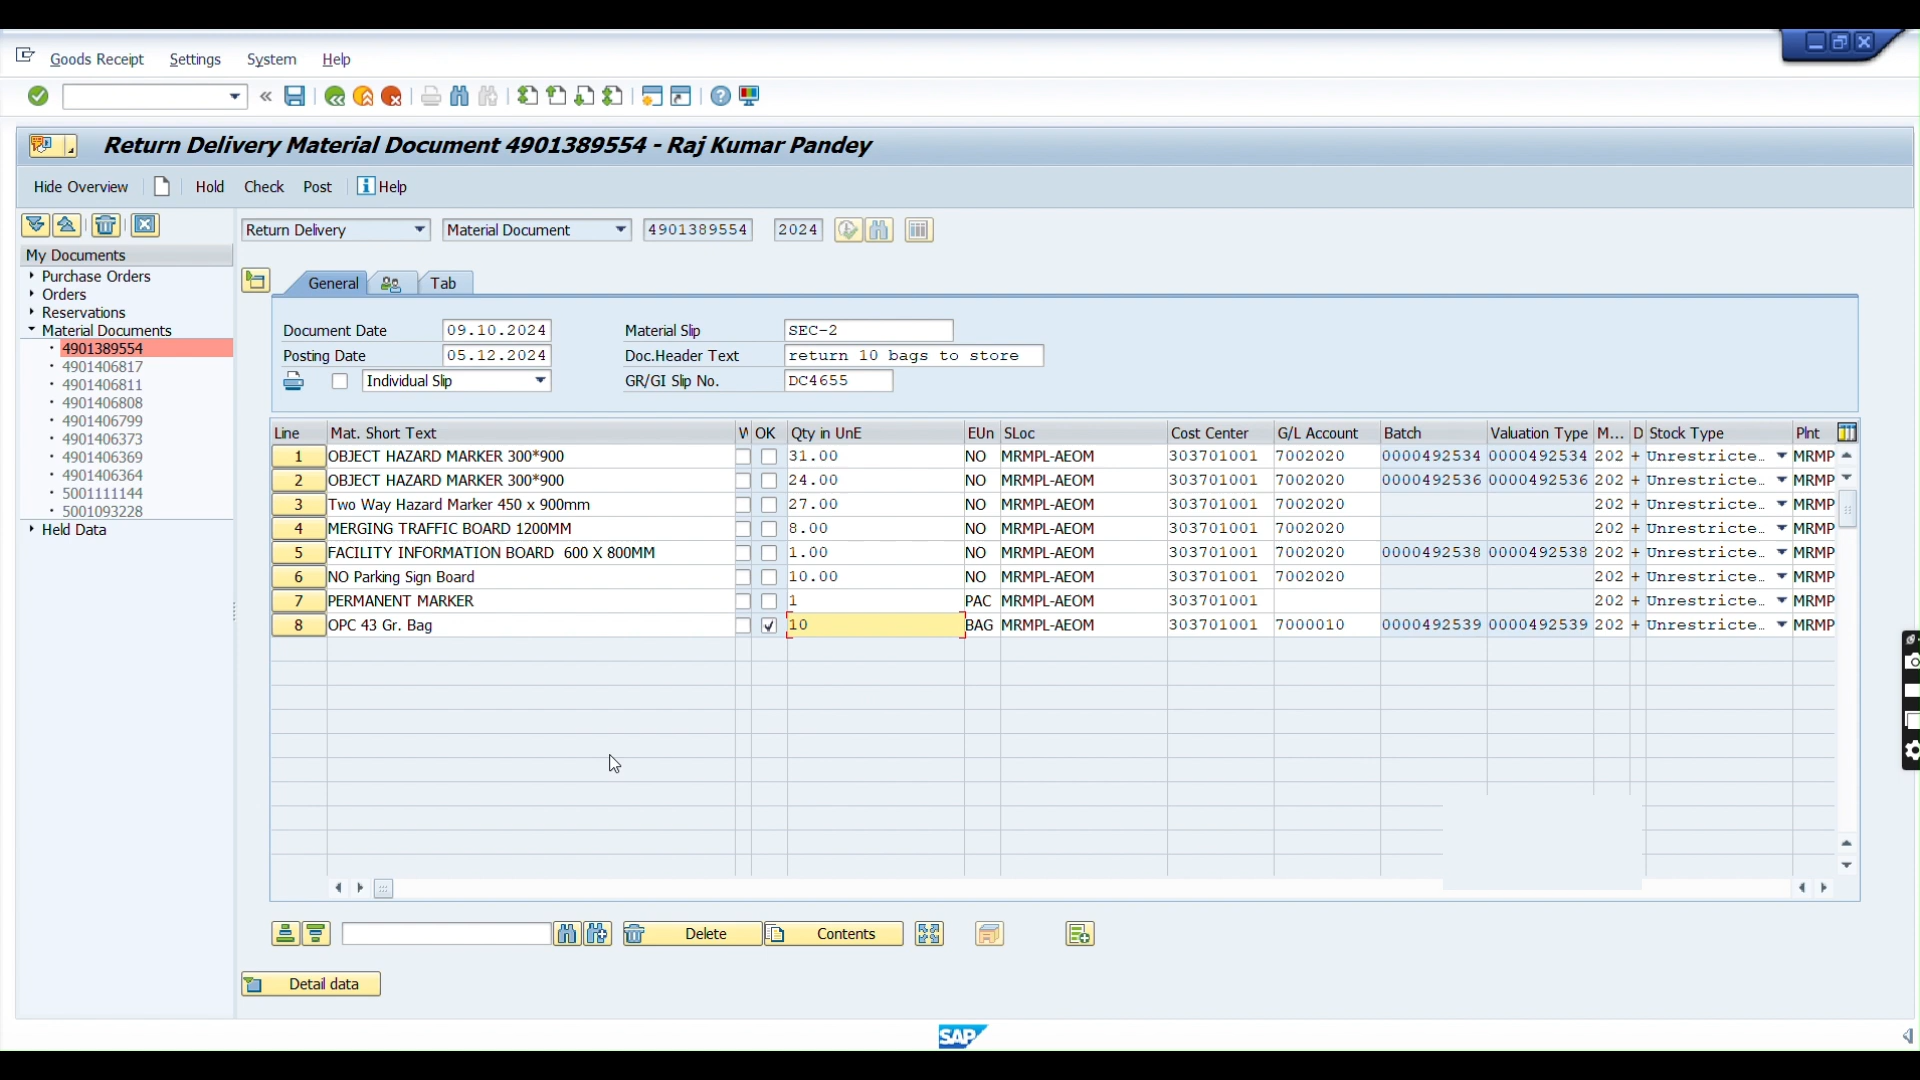 Goods Receipt Settings System Help
Return Delivery Material Document 4901389554 - Raj Kumar Pandey
Hide Overview Hold Check Post Help
Return Delivery Material Document 4901389554 2024
My Documents
Purchase Orders
Orders
Reservations
Material Documents
4901389554
4901406817
4901406811
4901406808
4901406799
4901406373
4901406369
4901406364
5001111144
5001093228
Held Data
General Tab
Document Date 09.10.2024 Material Slip SEC-2
Posting Date 05.12.2024 Doc.Header Text return 10 bags to store
Individual Slip GR/GI Slip No. DC4655
Line Mat. Short Text OK Qty in UnE EUn SLoc Cost Center G/L Account Batch Valuation Type M... D Stock Type Plnt
1 OBJECT HAZARD MARKER 300*900 31.00 NO MRMPL-AEOM 303701001 7002020 0000492534 0000492534 202 + Unrestricte… MRMP
2 OBJECT HAZARD MARKER 300*900 24.00 NO MRMPL-AEOM 303701001 7002020 0000492536 0000492536 202 + Unrestricte… MRMP
3 Two Way Hazard Marker 450 x 900mm 27.00 NO MRMPL-AEOM 303701001 7002020 202 + Unrestricte… MRMP
4 MERGING TRAFFIC BOARD 1200MM 8.00 NO MRMPL-AEOM 303701001 7002020 202 + Unrestricte… MRMP
5 FACILITY INFORMATION BOARD 600 X 800MM 1.00 NO MRMPL-AEOM 303701001 7002020 0000492538 0000492538 202 + Unrestricte… MRMP
6 NO Parking Sign Board 10.00 NO MRMPL-AEOM 303701001 7002020 202 + Unrestricte… MRMP
7 PERMANENT MARKER 1 PAC MRMPL-AEOM 303701001 202 + Unrestricte… MRMP
8 OPC 43 Gr. Bag 10 BAG MRMPL-AEOM 303701001 7000010 0000492539 0000492539 202 + Unrestricte… MRMP
Delete Contents
Detail data
SAP